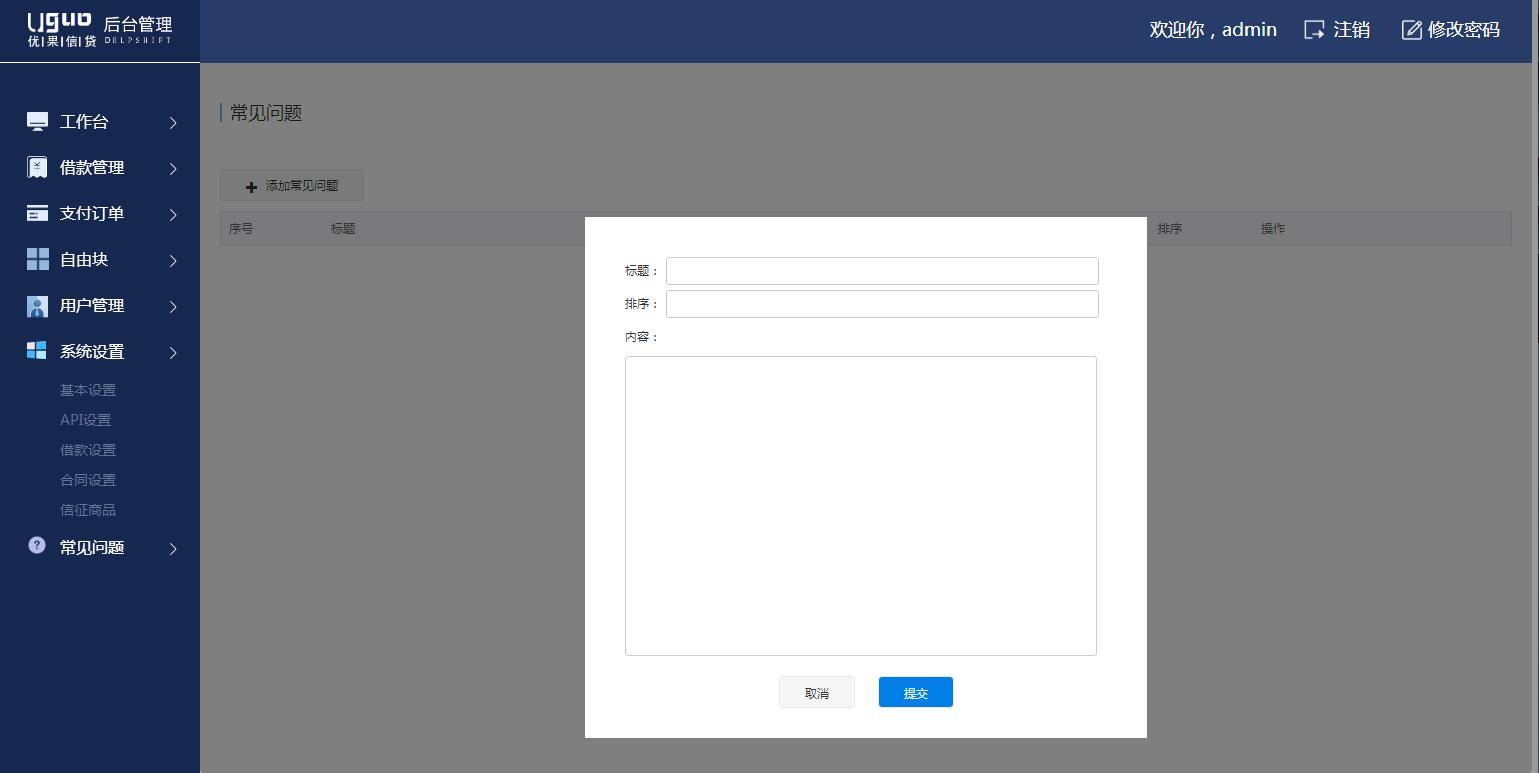 Uguo 后台管理
优|果|信|贷 DELPSHIFT
欢迎你，admin 注销 修改密码
工作台
借款管理
支付订单
自由块
用户管理
系统设置
基本设置
API设置
借款设置
合同设置
信征商品
常见问题
常见问题
添加常见问题
序号 标题 排序 操作
标题：
排序：
内容：
取消 提交